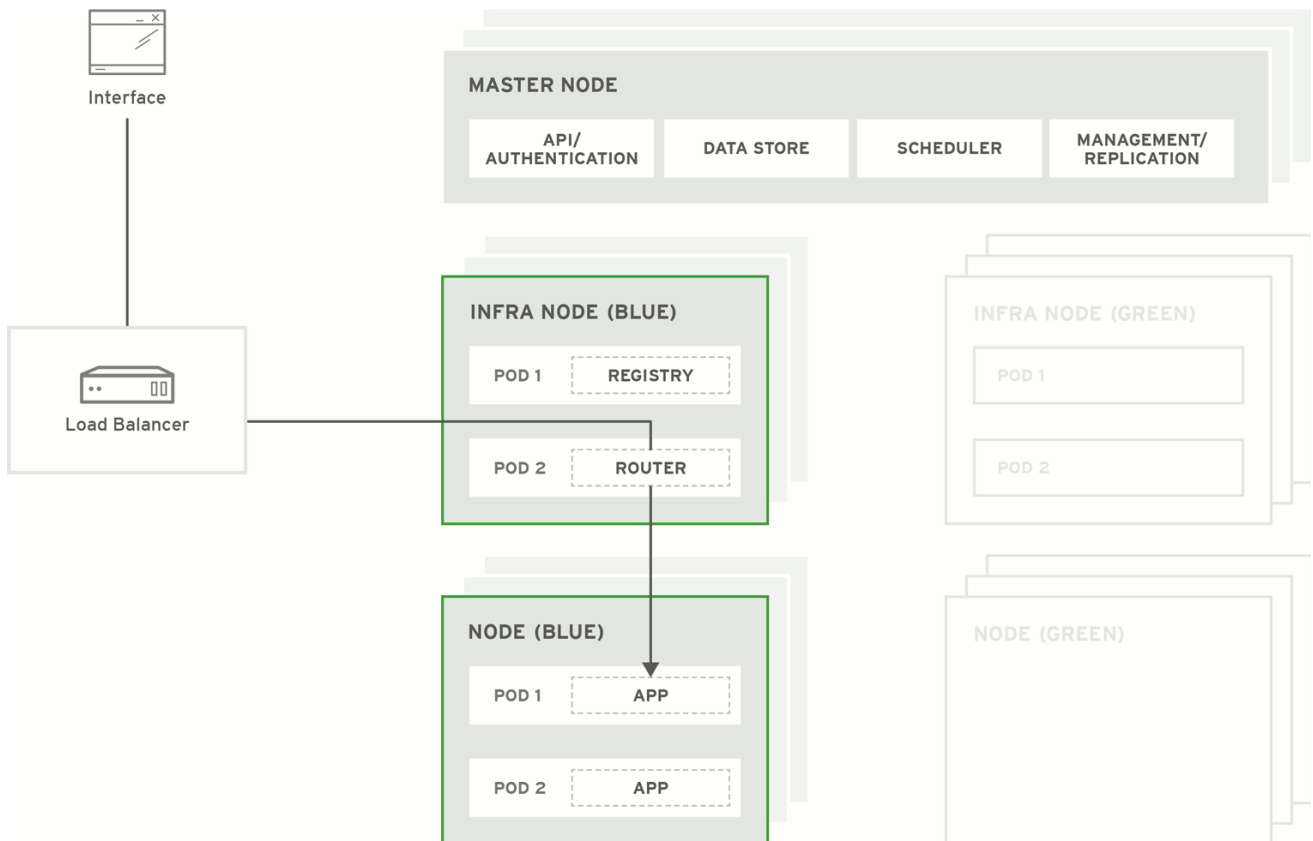 Interface
MASTER NODE
API/
AUTHENTICATION
DATA STORE
SCHEDULER
MANAGEMENT/
REPLICATION
Load Balancer
INFRA NODE (BLUE)
POD 1
REGISTRY
POD 2
ROUTER
INFRA NODE (GREEN)
POD 1
POD 2
NODE (BLUE)
POD 1
APP
POD 2
APP
NODE (GREEN)